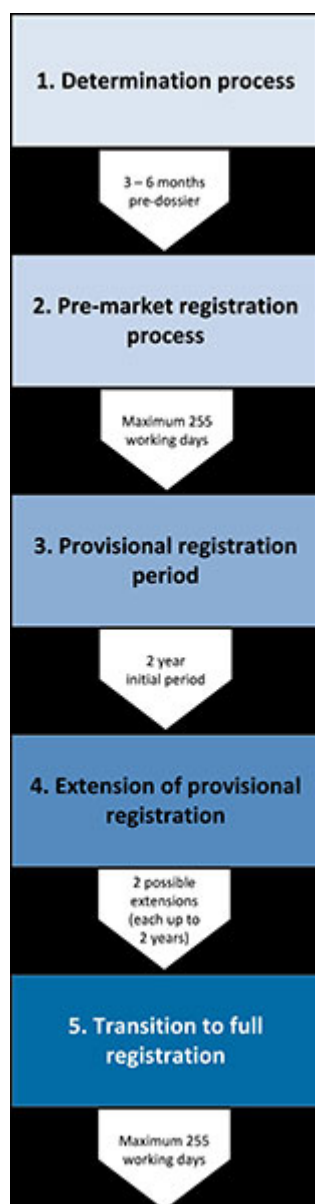 1. Determination process
3 – 6 months
pre-dossier
2. Pre-market registration
process
Maximum 255
working days
3. Provisional registration
period
2 year
initial period
4. Extension of provisional
registration
2 possible
extensions
(each up to
2 years)
5. Transition to full
registration
Maximum 255
working days